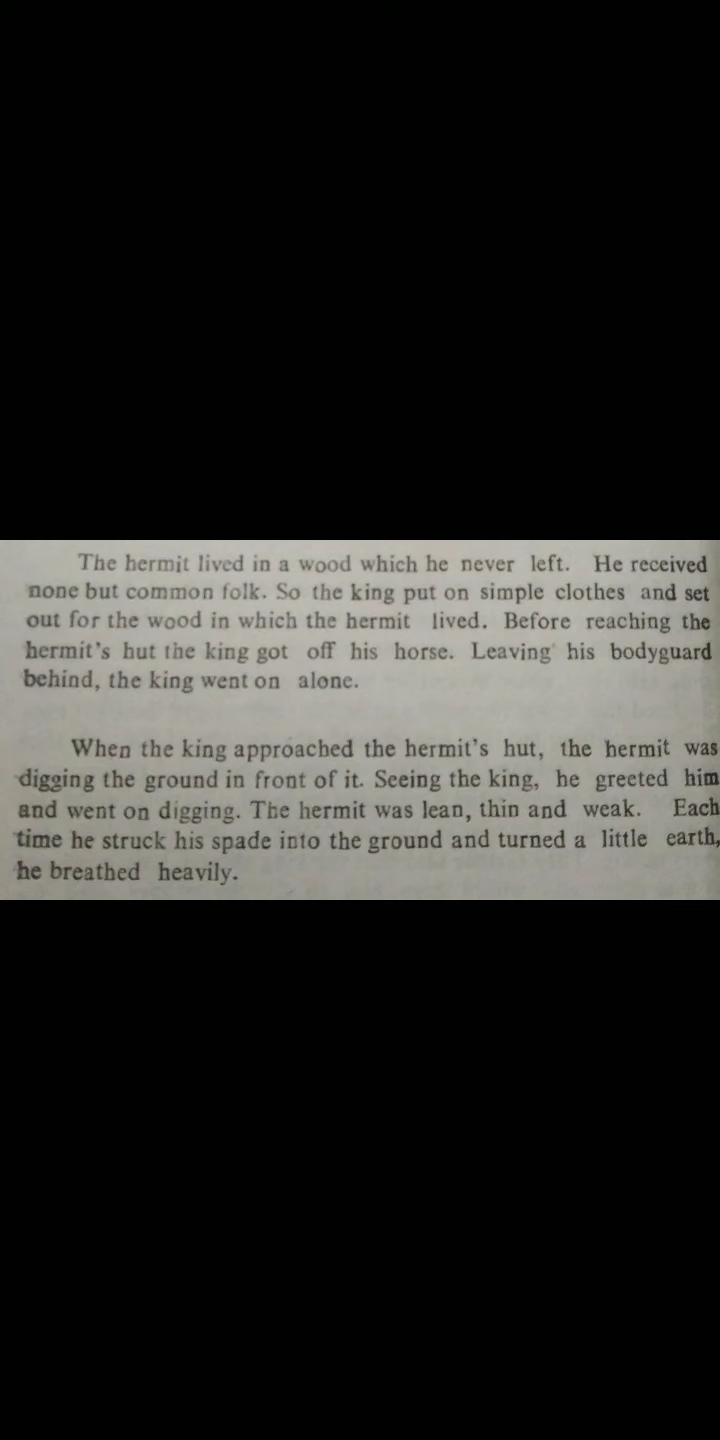 The hermit lived in a wood which he never left. He received
none but common folk. So the king put on simple clothes and set
out for the wood in which the hermit lived. Before reaching the
hermit's hut the king got off his horse. Leaving his bodyguard
behind, the king went on alone.
When the king approached the hermit's hut, the hermit was
digging the ground in front of it. Seeing the king, he greeted him
and went on digging. The hermit was lean, thin and weak. Each
time he struck his spade into the ground and turned a little earth,
he breathed heavily.